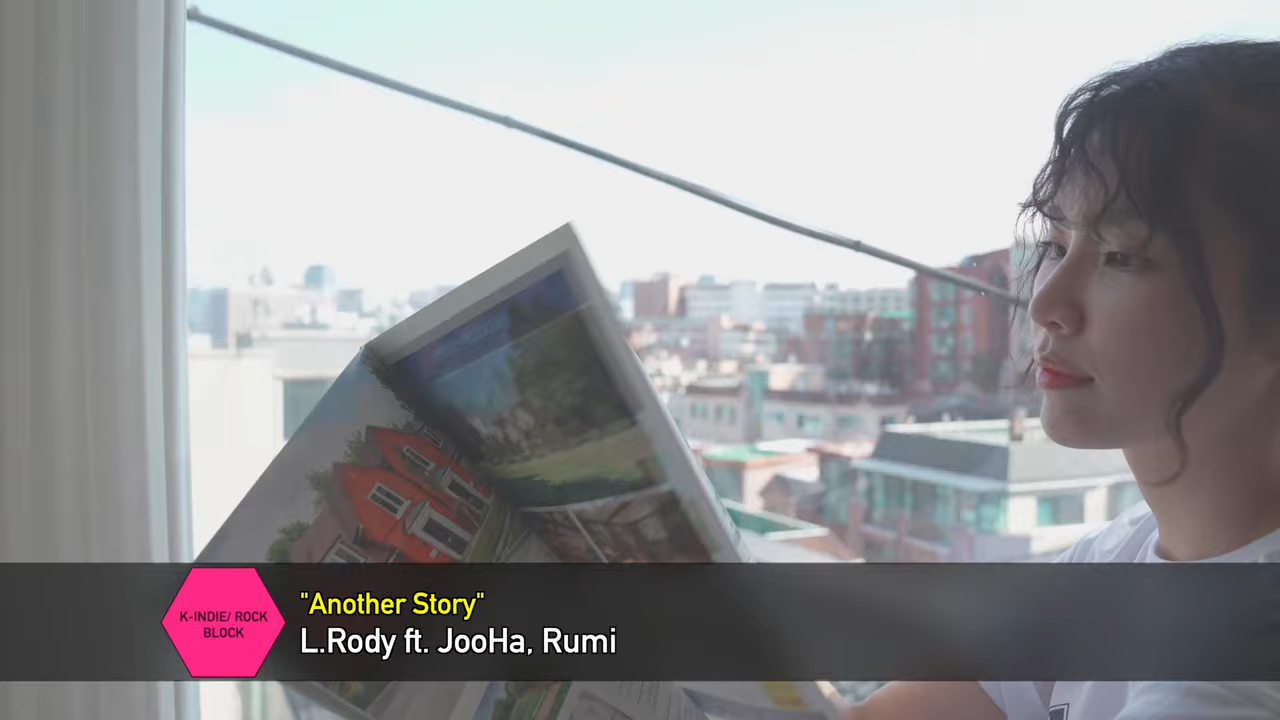 K-INDIE/ ROCK
BLOCK
"Another Story"
L.Rody ft. JooHa, Rumi